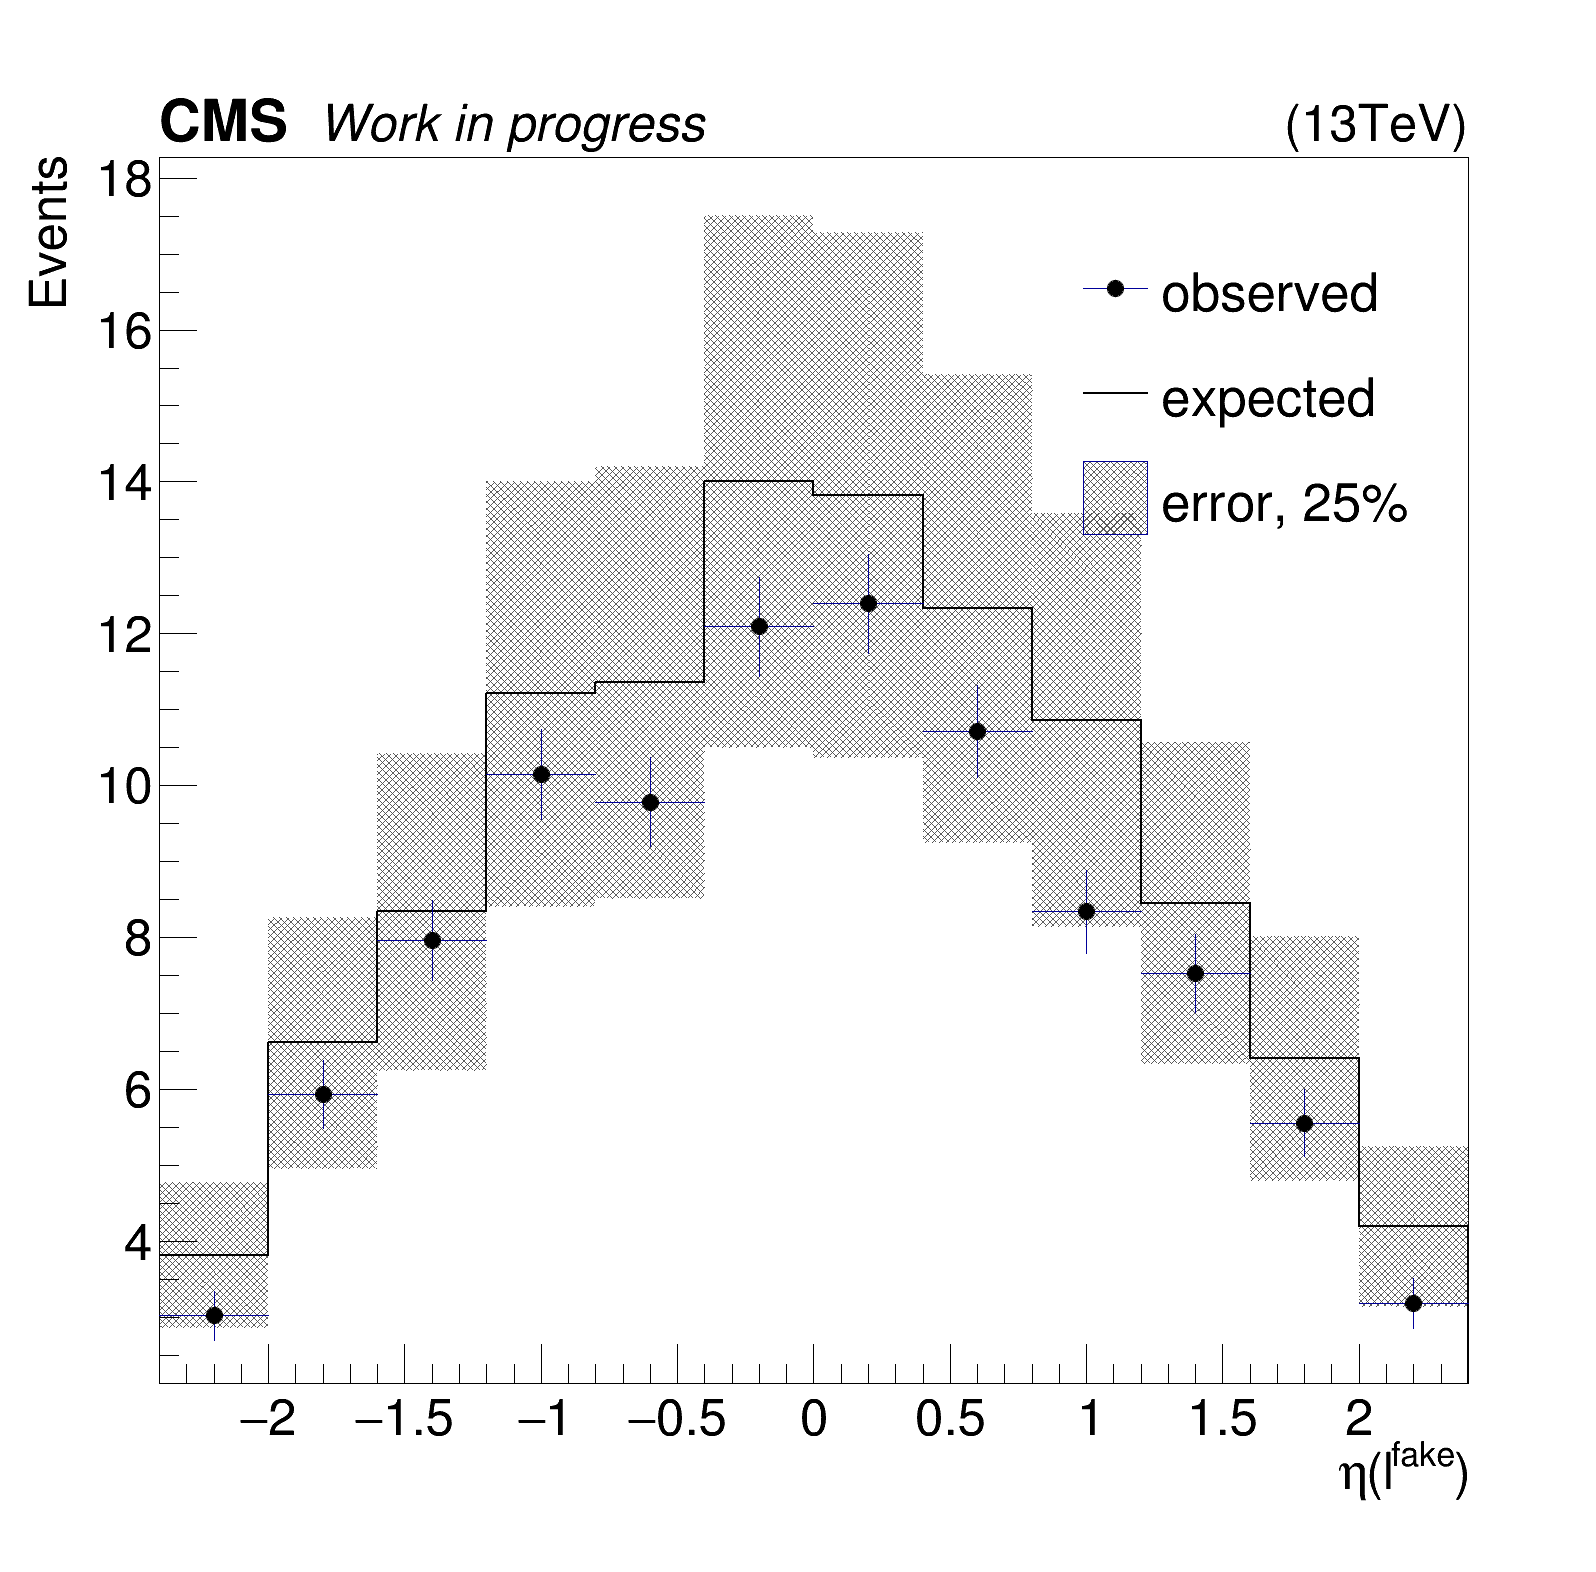 CMS Work in progress (13TeV)
Events
18
16
14
12
10
8
6
4
observed
expected
error, 25%
−2 −1.5 −1 −0.5 0 0.5 1 1.5 2
η(l^fake)